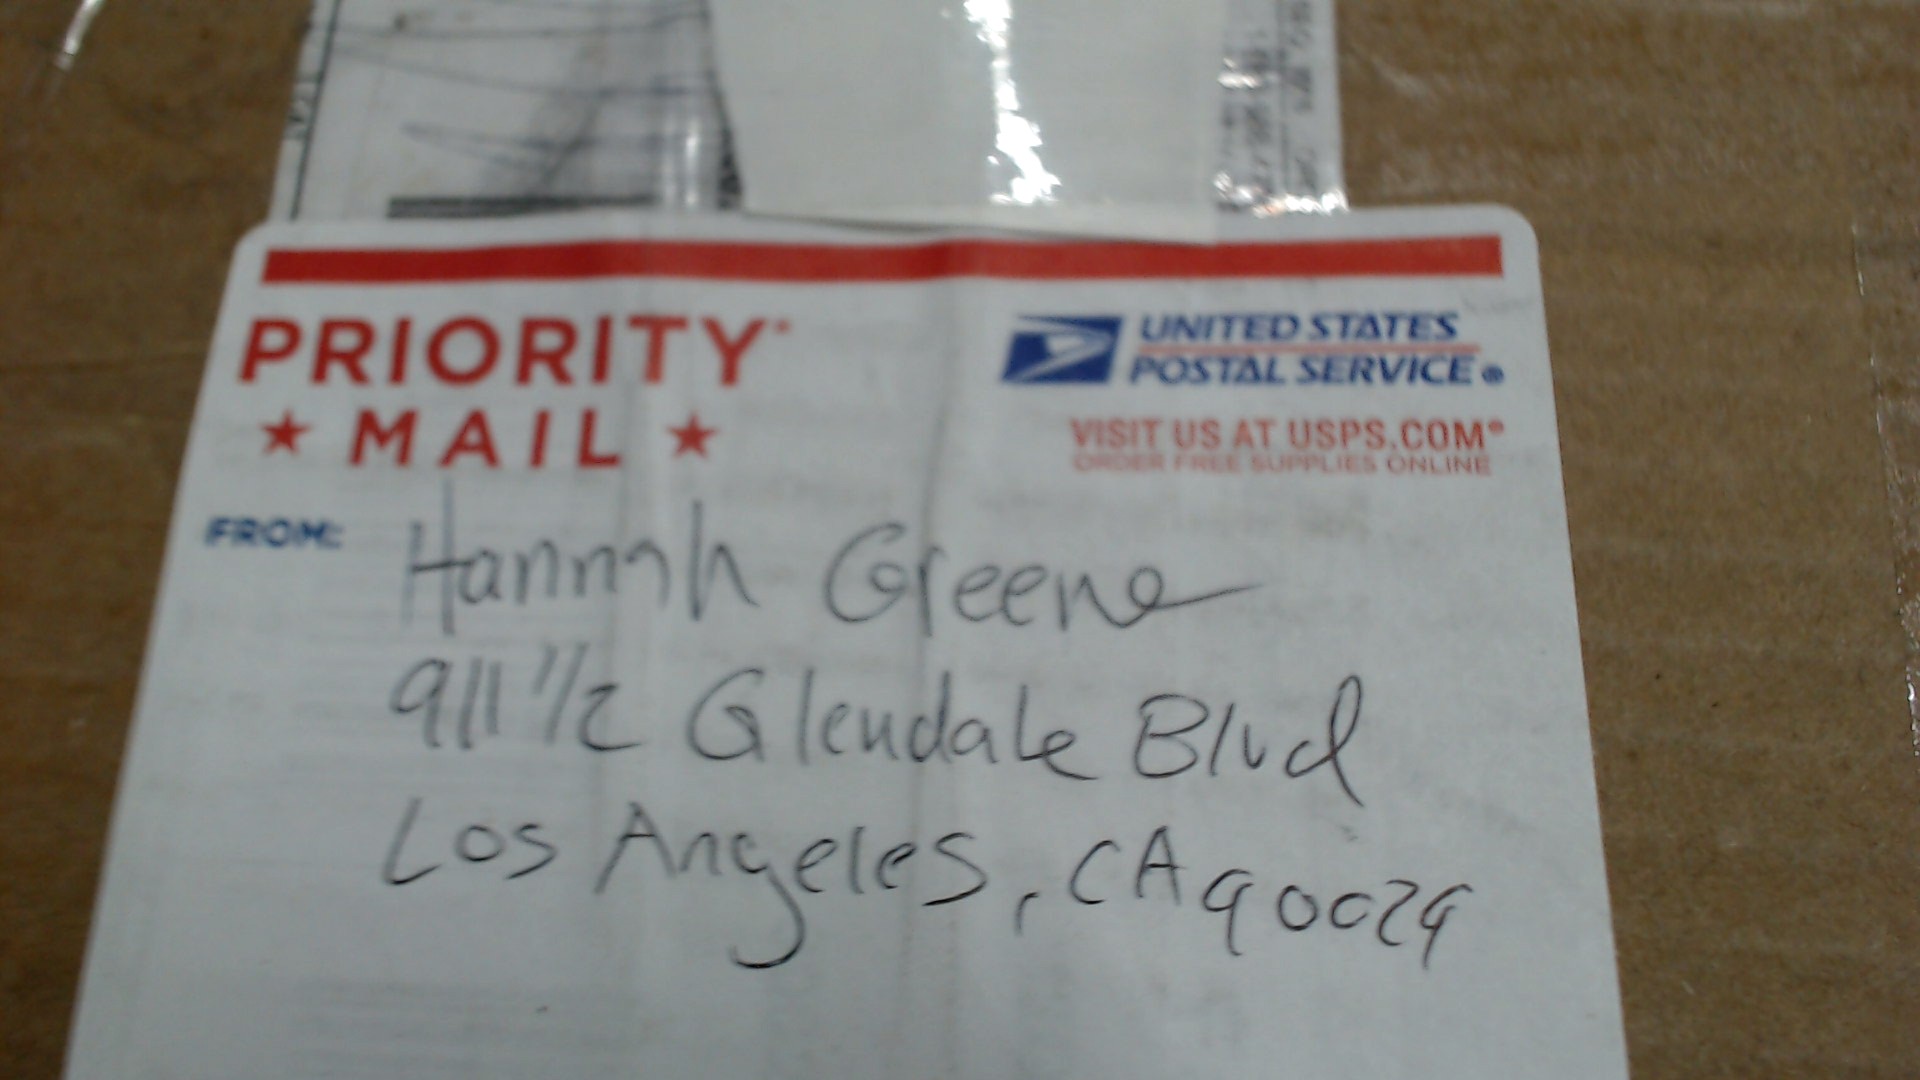 PRIORITY
★ MAIL ★
UNITED STATES
POSTAL SERVICE®
VISIT US AT USPS.COM®
ORDER FREE SUPPLIES ONLINE
FROM:
Hannah Greene
911 1/2 Glendale Blvd
Los Angeles, CA 90029